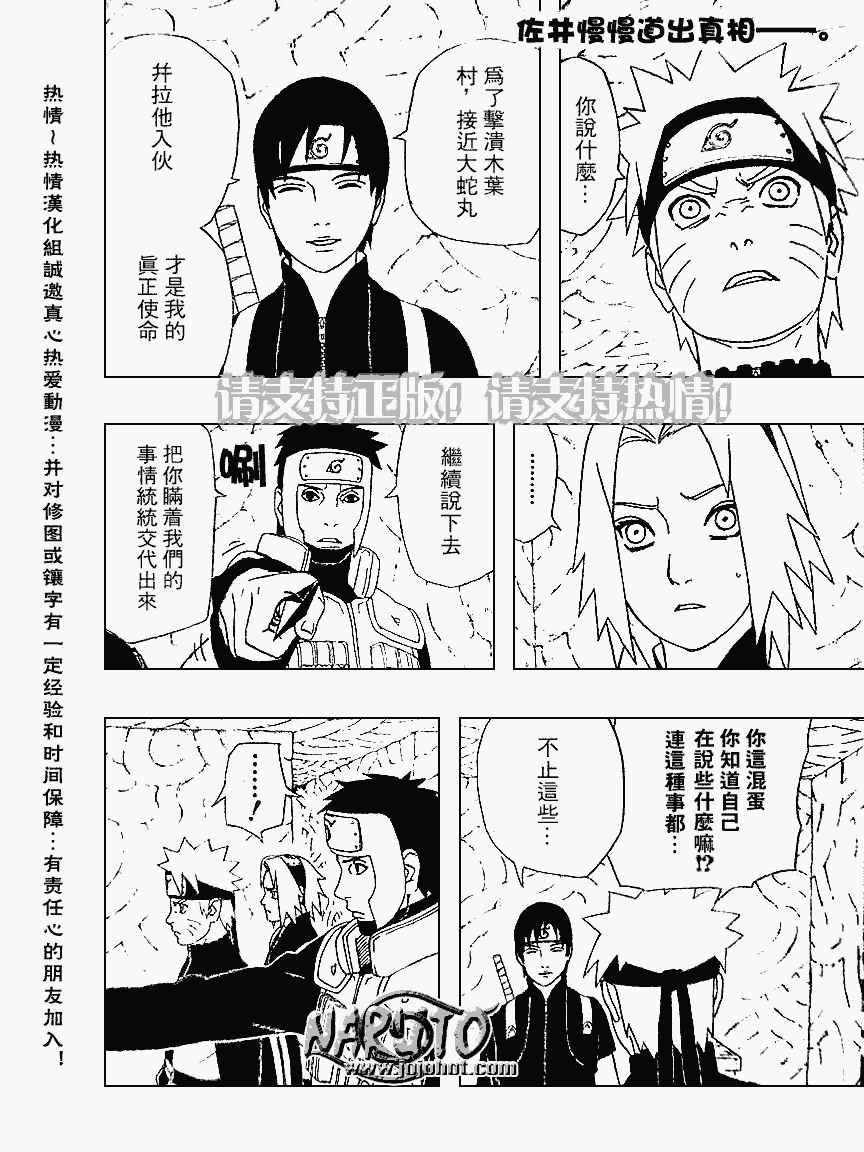 佐井慢慢道出真相——。
你說什麼…
爲了擊潰木葉
村，接近大蛇丸
幷拉他入伙
才是我的
眞正使命
请支持正版！请支持热情！
………
繼續說下去
唰
把你瞞着我們的
事情統統交代出來
你這混蛋
你知道自己
在說些什麼嘛!?
連這種事都…
不止這些…
……！
NARUTO
www.jojohot.com
热情～热情漢化組誠邀真心热爱動漫…并对修图或镶字有一定经验和时间保障…有责任心的朋友加入！